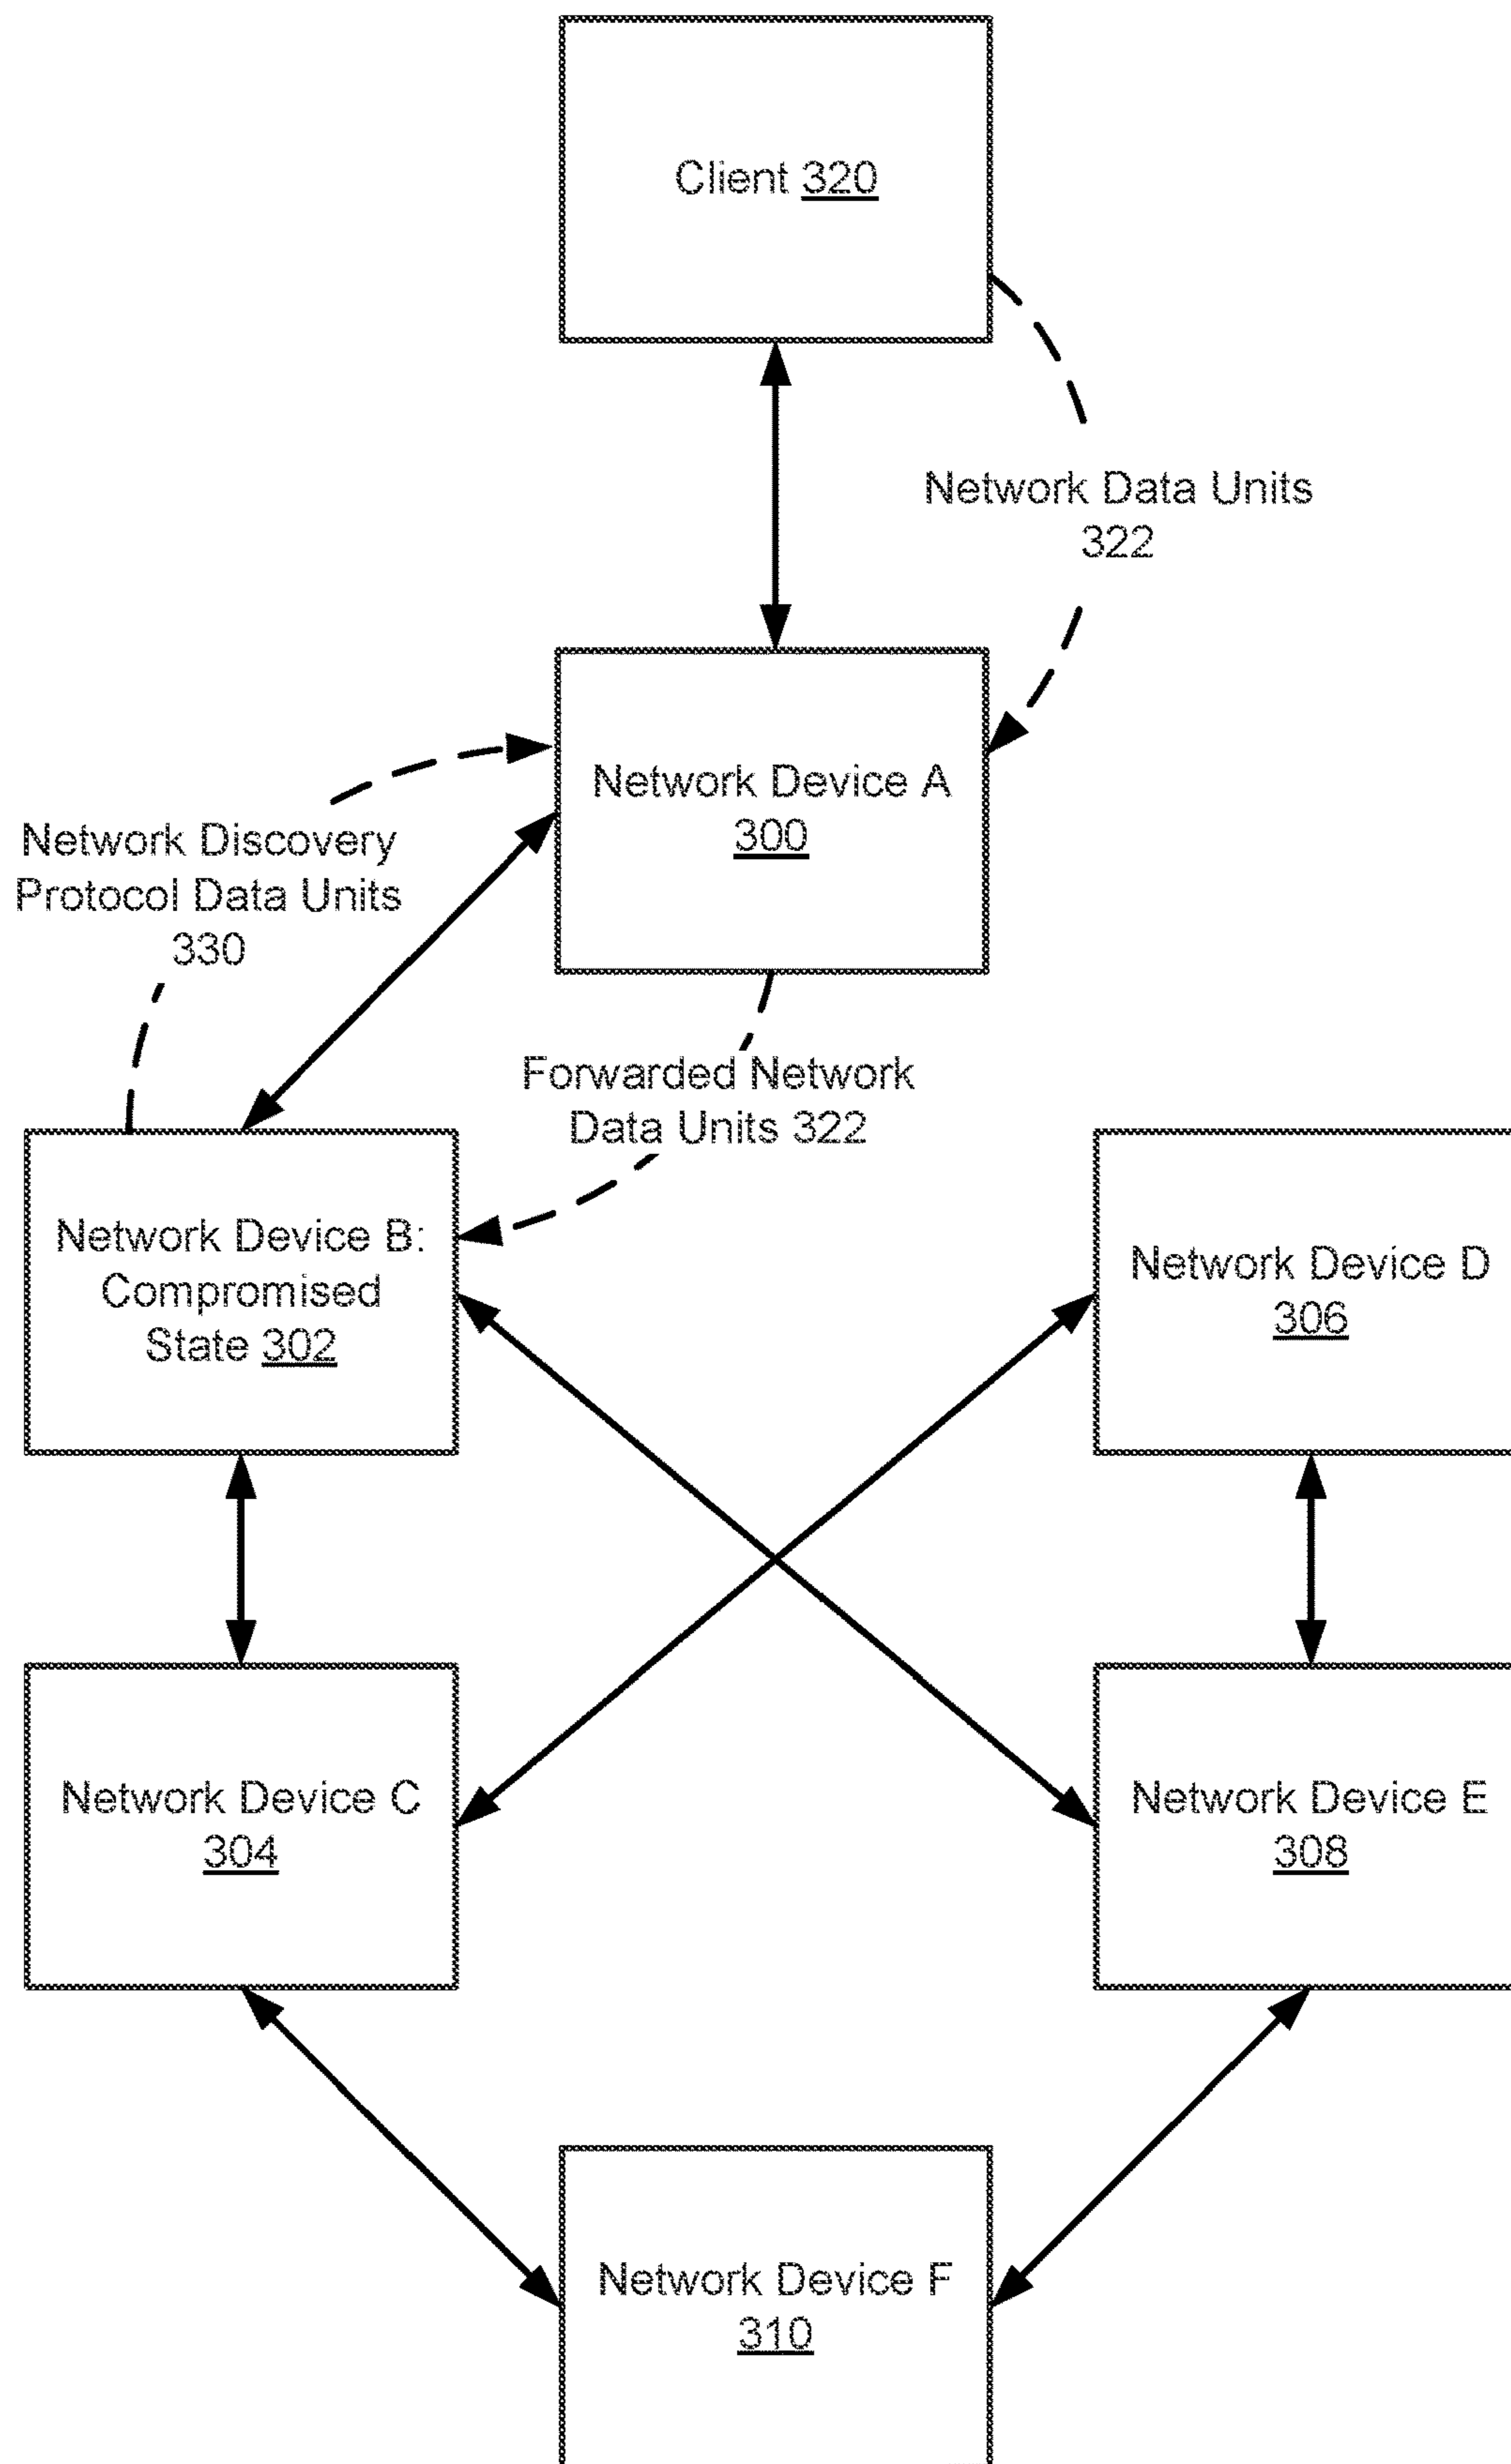 Client 320
Network Data Units
322
Network Device A
300
Network Discovery
Protocol Data Units
330
Forwarded Network
Data Units 322
Network Device B:
Compromised
State 302
Network Device D
306
Network Device C
304
Network Device E
308
Network Device F
310